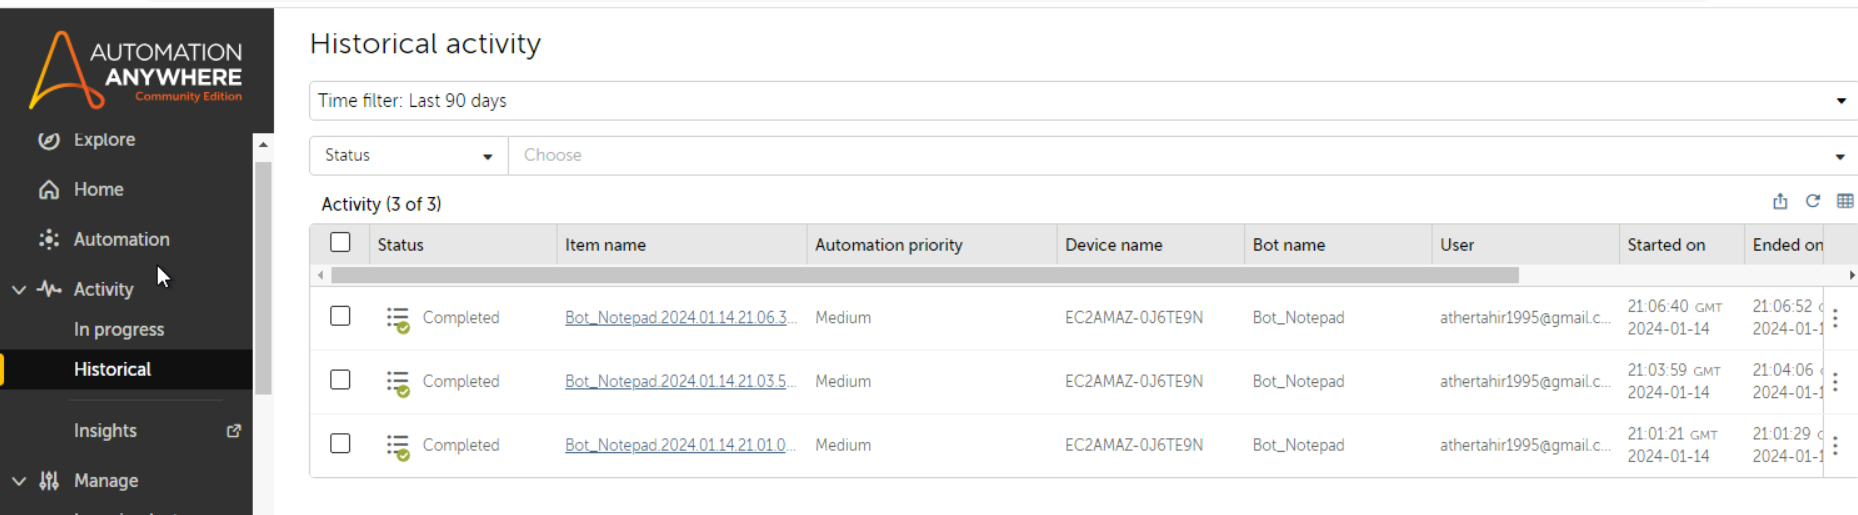 AUTOMATION
ANYWHERE
Community Edition
Explore
Home
Automation
Activity
In progress
Historical
Insights
Manage
Historical activity
Time filter: Last 90 days
Status Choose
Activity (3 of 3)
Status Item name Automation priority Device name Bot name User Started on Ended on
Completed Bot_Notepad.2024.01.14.21.06.3... Medium EC2AMAZ-0J6TE9N Bot_Notepad athertahir1995@gmail.c... 21:06:40 GMT 21:06:52
2024-01-14 2024-01-1
Completed Bot_Notepad.2024.01.14.21.03.5... Medium EC2AMAZ-0J6TE9N Bot_Notepad athertahir1995@gmail.c... 21:03:59 GMT 21:04:06
2024-01-14 2024-01-1
Completed Bot_Notepad.2024.01.14.21.01.0... Medium EC2AMAZ-0J6TE9N Bot_Notepad athertahir1995@gmail.c... 21:01:21 GMT 21:01:29
2024-01-14 2024-01-1